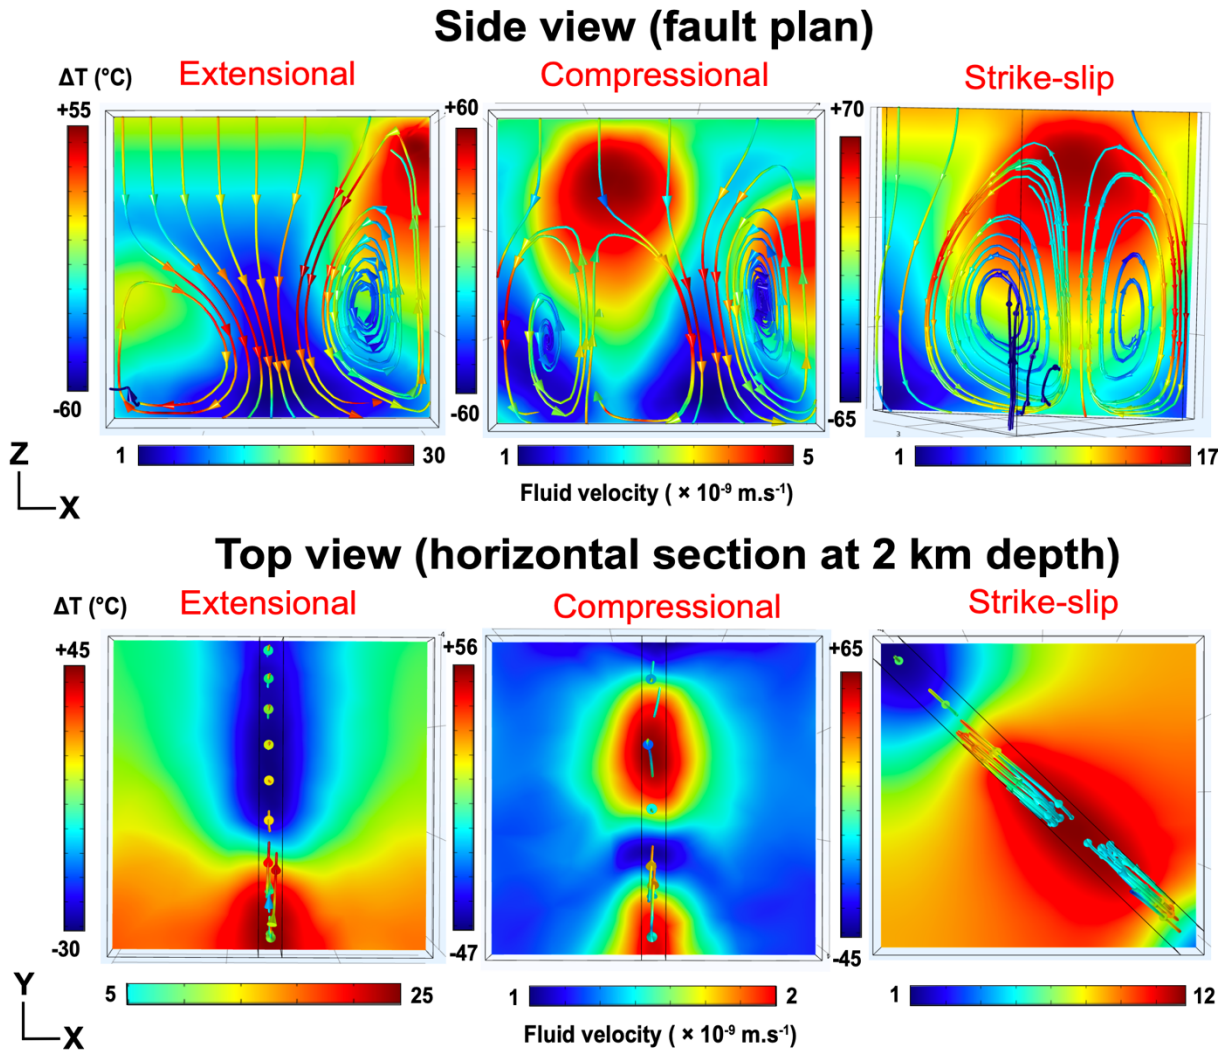 Side view (fault plan)
ΔT (°C)
Extensional
Compressional
Strike-slip
+55
+60
+70
-60
-60
-65
1
30
1
5
1
17
Z
X
Fluid velocity ( × 10⁻⁹ m.s⁻¹)
Top view (horizontal section at 2 km depth)
ΔT (°C)
Extensional
Compressional
Strike-slip
+45
+56
+65
-30
-47
-45
Y
X
5
25
1
2
1
12
Fluid velocity ( × 10⁻⁹ m.s⁻¹)